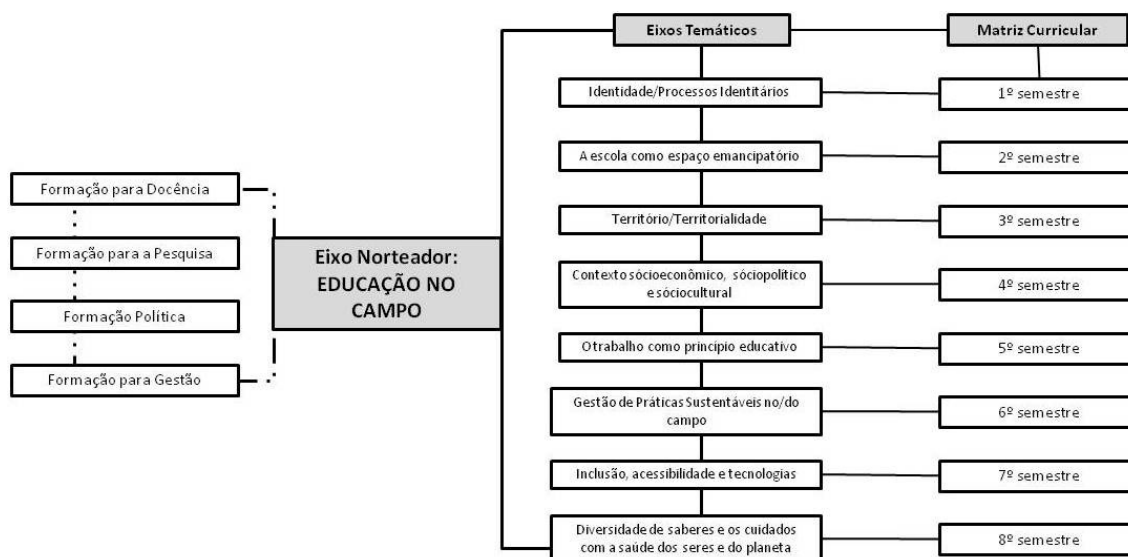 Formação para Docência
Formação para a Pesquisa
Formação Política
Formação para Gestão
Eixo Norteador:
EDUCAÇÃO NO
CAMPO
Eixos Temáticos
Matriz Curricular
Identidade/Processos Identitários
1º semestre
A escola como espaço emancipatório
2º semestre
Território/Territorialidade
3º semestre
Contexto sócioeconômico, sóciopolítico
e sóciocultural
4º semestre
O trabalho como princípio educativo
5º semestre
Gestão de Práticas Sustentáveis no/do
campo
6º semestre
Inclusão, acessibilidade e tecnologias
7º semestre
Diversidade de saberes e os cuidados
com a saúde dos seres e do planeta
8º semestre